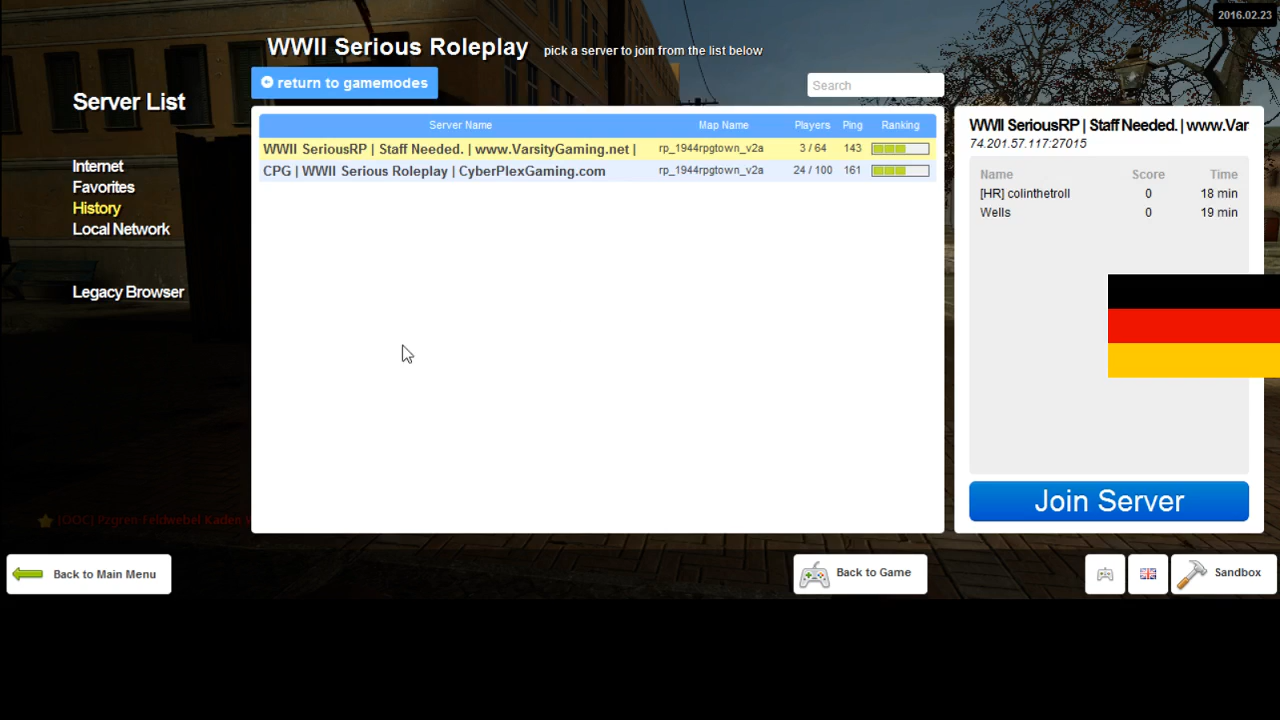 2016.02.23
WWII Serious Roleplay pick a server to join from the list below
return to gamemodes
Search
Server List
Internet
Favorites
History
Local Network
Legacy Browser
Server Name Map Name Players Ping Ranking
WWII SeriousRP | Staff Needed. | www.VarsityGaming.net | rp_1944rpgtown_v2a 3 / 64 143
CPG | WWII Serious Roleplay | CyberPlexGaming.com rp_1944rpgtown_v2a 24 / 100 161
WWII SeriousRP | Staff Needed. | www.Var
74.201.57.117:27015
Name Score Time
[HR] colinthetroll 0 18 min
Wells 0 19 min
Join Server
[OOC] Pzgren Feldwebel Kaden
Back to Main Menu
Back to Game
Sandbox